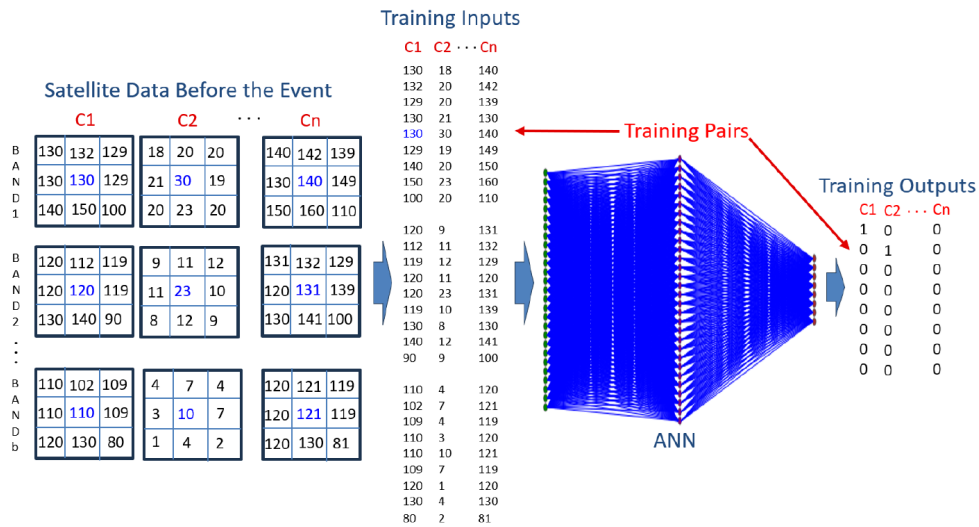 Training Inputs
C1 C2 ··· Cn
130 18 140
132 20 142
129 20 139
130 21 130
130 30 140
129 19 149
140 20 150
150 23 160
100 20 110
120 9 131
112 11 132
119 12 129
120 11 120
120 23 131
119 10 139
130 8 130
140 12 141
90 9 100
110 4 120
102 7 121
109 4 119
110 3 120
110 10 121
109 7 119
120 1 120
130 4 130
80 2 81
Satellite Data Before the Event
C1 C2 ··· Cn
BAND1
130 132 129 18 20 20 140 142 139
130 130 129 21 30 19 130 140 149
140 150 100 20 23 20 150 160 110
BAND2
120 112 119 9 11 12 131 132 129
120 120 119 11 23 10 120 131 139
130 140 90 8 12 9 130 141 100
⋮
BANDb
110 102 109 4 7 4 120 121 119
110 110 109 3 10 7 120 121 119
120 130 80 1 4 2 120 130 81
Training Pairs
ANN
Training Outputs
C1 C2 ··· Cn
1 0 0
0 1 0
0 0 0
0 0 0
0 0 0
0 0 0
0 0 0
0 0 0